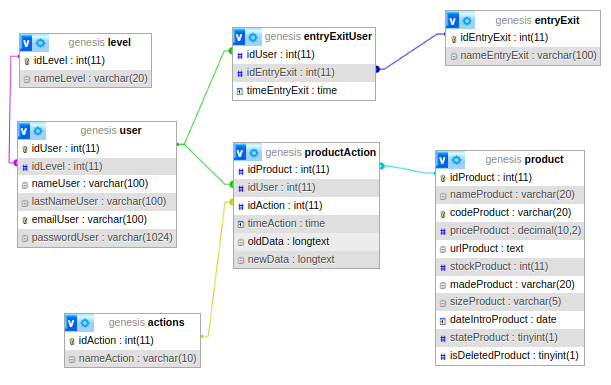 genesis level
idLevel : int(11)
nameLevel : varchar(20)
genesis entryExitUser
idUser : int(11)
idEntryExit : int(11)
timeEntryExit : time
genesis entryExit
idEntryExit : int(11)
nameEntryExit : varchar(100)
genesis user
idUser : int(11)
idLevel : int(11)
nameUser : varchar(100)
lastNameUser : varchar(100)
emailUser : varchar(100)
passwordUser : varchar(1024)
genesis productAction
idProduct : int(11)
idUser : int(11)
idAction : int(11)
timeAction : time
oldData : longtext
newData : longtext
genesis product
idProduct : int(11)
nameProduct : varchar(20)
codeProduct : varchar(20)
priceProduct : decimal(10,2)
urlProduct : text
stockProduct : int(11)
madeProduct : varchar(20)
sizeProduct : varchar(5)
dateIntroProduct : date
stateProduct : tinyint(1)
isDeletedProduct : tinyint(1)
genesis actions
idAction : int(11)
nameAction : varchar(10)